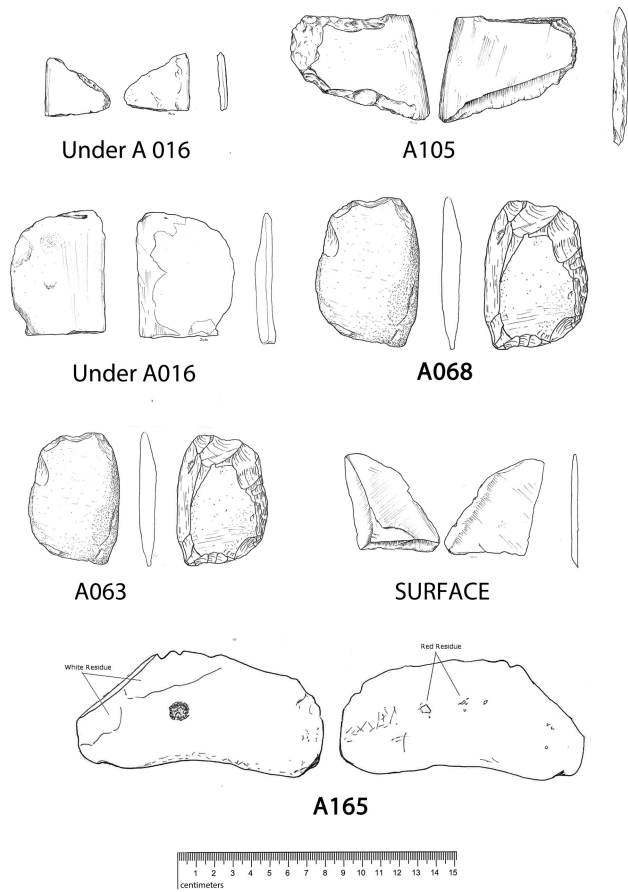 Under A 016
A105
Under A016
A068
A063
SURFACE
White Residue
Red Residue
A165
1 2 3 4 5 6 7 8 9 10 11 12 13 14 15
centimeters